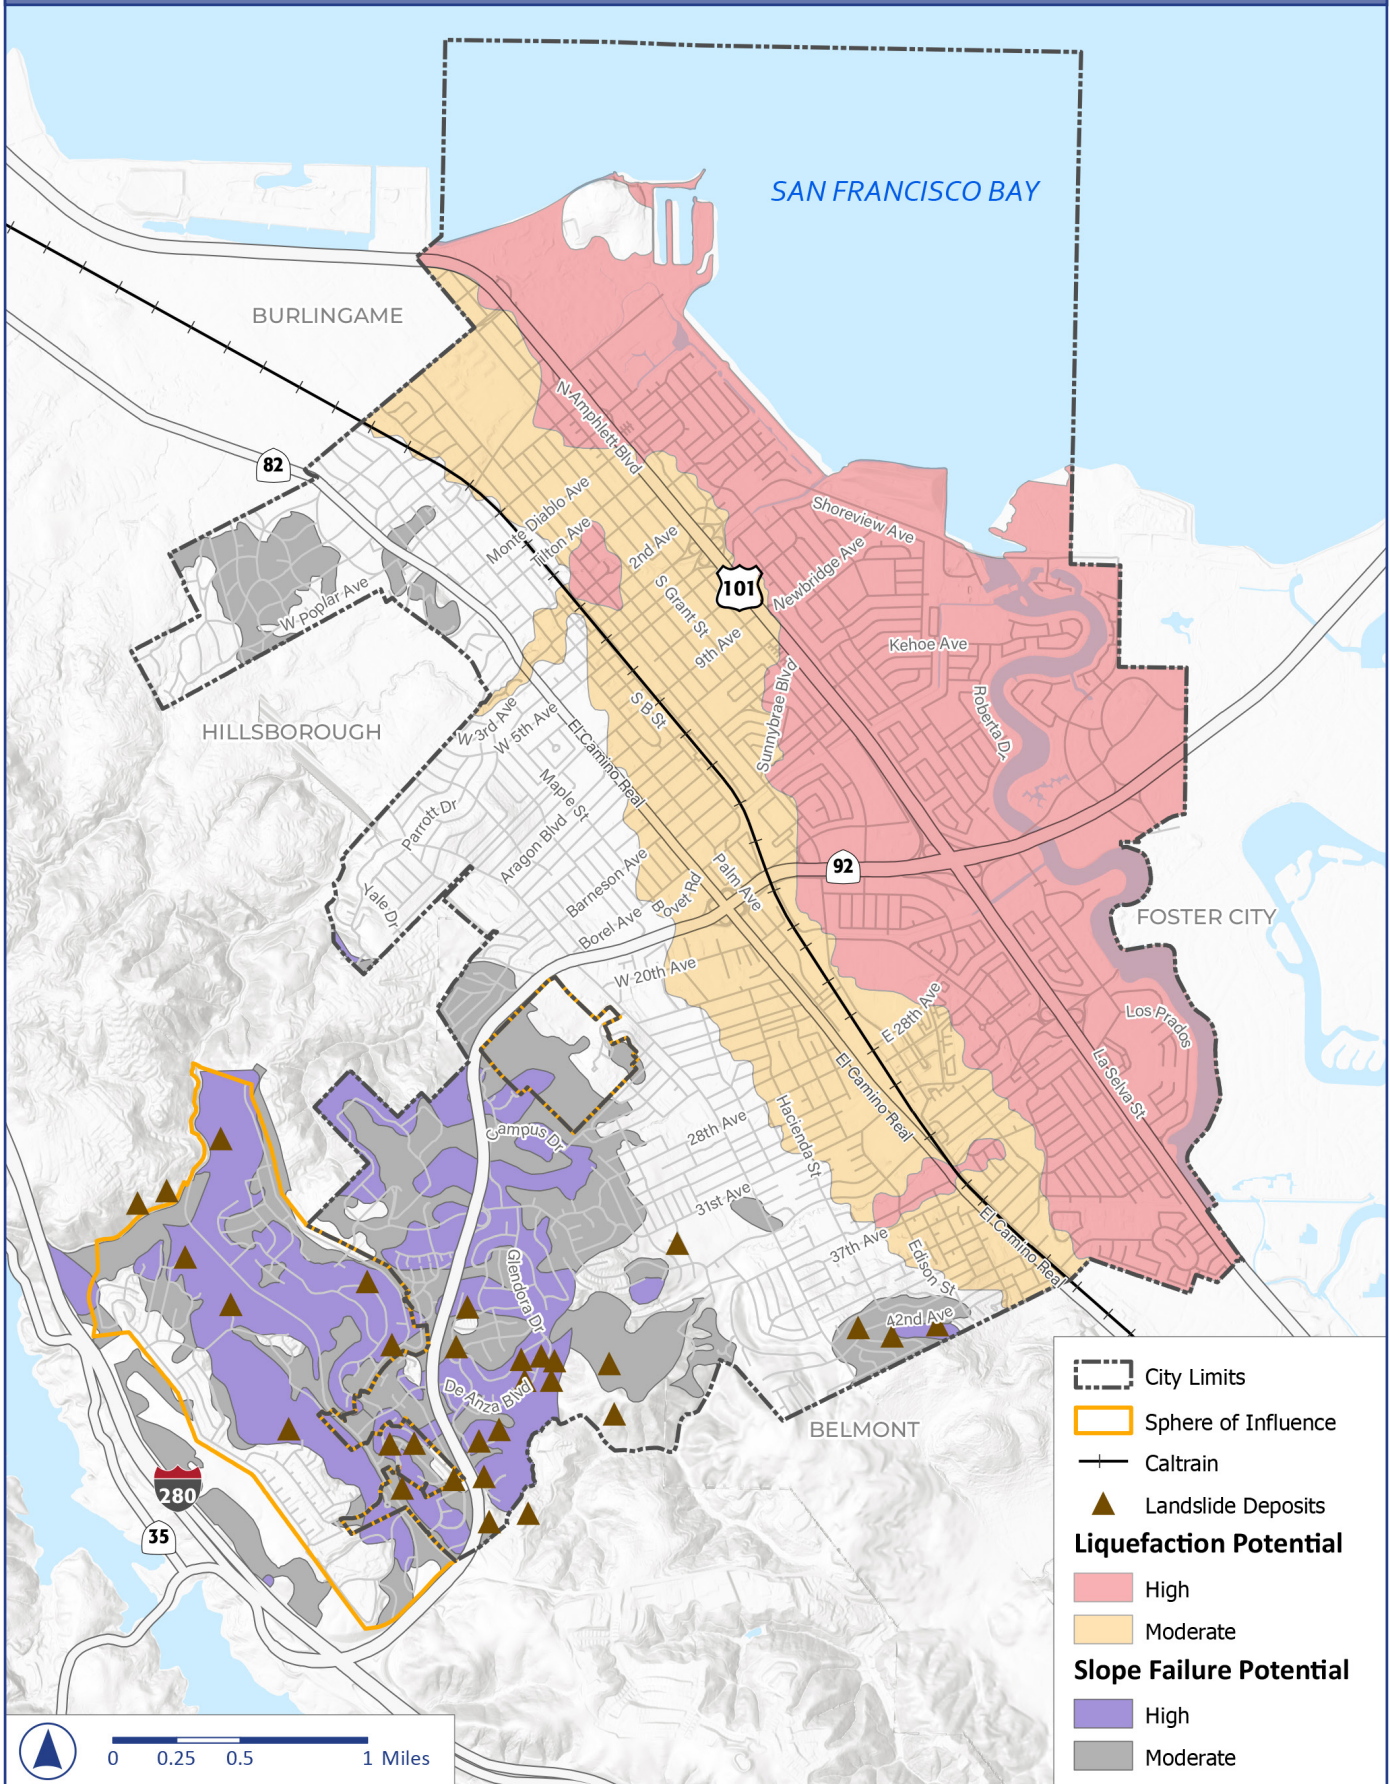 SAN FRANCISCO BAY
BURLINGAME
N Amphlett Blvd
82
Monte Diablo Ave
Tilton Ave
2nd Ave
Shoreview Ave
101
Newbridge Ave
S Grant St
W Poplar Ave
9th Ave
Kehoe Ave
Roberta Dr
Sunnybrae Blvd
S B St
W 3rd Ave
W 5th Ave
HILLSBOROUGH
El Camino Real
Maple St
Parrott Dr
Aragon Blvd
Barneson Ave
92
Palm Ave
Bovet Rd
Yale Dr
Borel Ave
FOSTER CITY
W 20th Ave
E 28th Ave
Los Prados
La Selva St
El Camino Real
Campus Dr
28th Ave
Hacienda St
31st Ave
37th Ave
El Camino Real
Edison St
Glendora Dr
42nd Ave
De Anza Blvd
BELMONT
280
35
City Limits
Sphere of Influence
Caltrain
Landslide Deposits
Liquefaction Potential
High
Moderate
Slope Failure Potential
High
Moderate
0 0.25 0.5 1 Miles